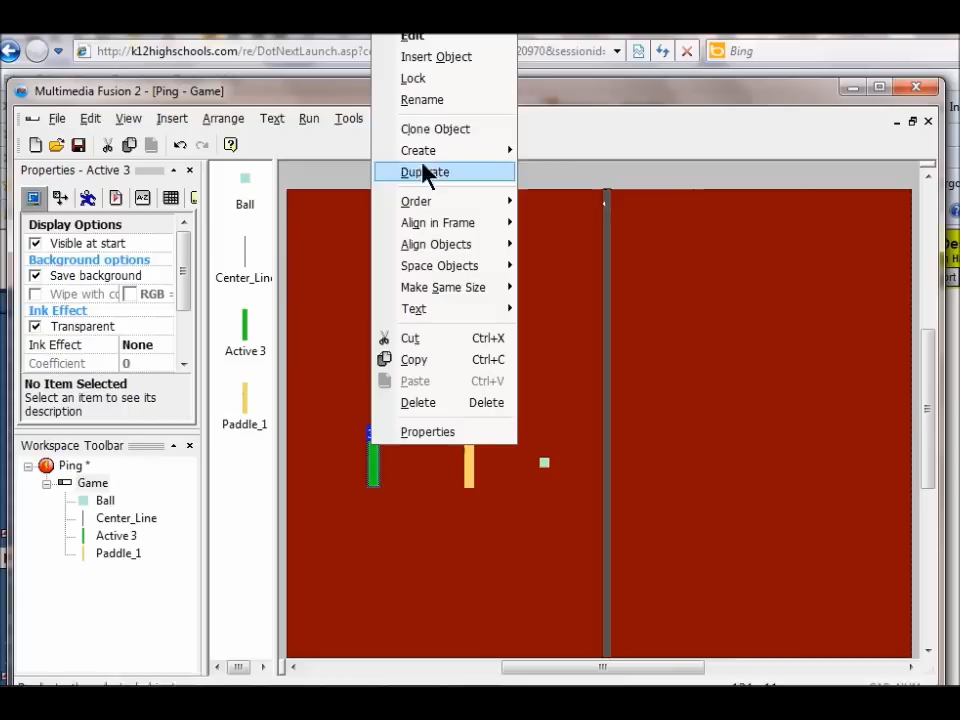 Edit
http://k12highschools.com/re/DotNextLaunch.asp?c
20970&sessionid:
Bing
Insert Object
Multimedia Fusion 2 - [Ping - Game]
Lock
Rename
File Edit View Insert Arrange Text Run Tools
Clone Object
Create
Duplicate
Properties - Active 3
Order
Align in Frame
Align Objects
Space Objects
Make Same Size
Text
Cut Ctrl+X
Copy Ctrl+C
Paste Ctrl+V
Delete Delete
Properties
Display Options
Visible at start
Background options
Save background
Wipe with co RGB =
Ink Effect
Transparent
Ink Effect None
Coefficient 0
No Item Selected
Select an item to see its
description
Ball
Center_Line
Active 3
Paddle_1
Workspace Toolbar
Ping *
Game
Ball
Center_Line
Active 3
Paddle_1